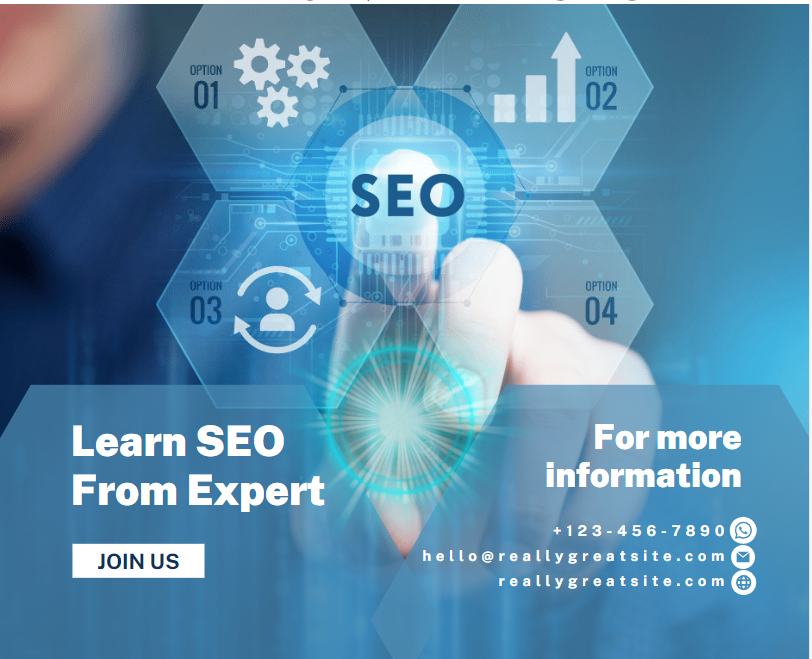 OPTION
01
OPTION
02
SEO
OPTION
03
OPTION
04
Learn SEO
From Expert
JOIN US
For more
information
+123-456-7890
hello@reallygreatsite.com
reallygreatsite.com